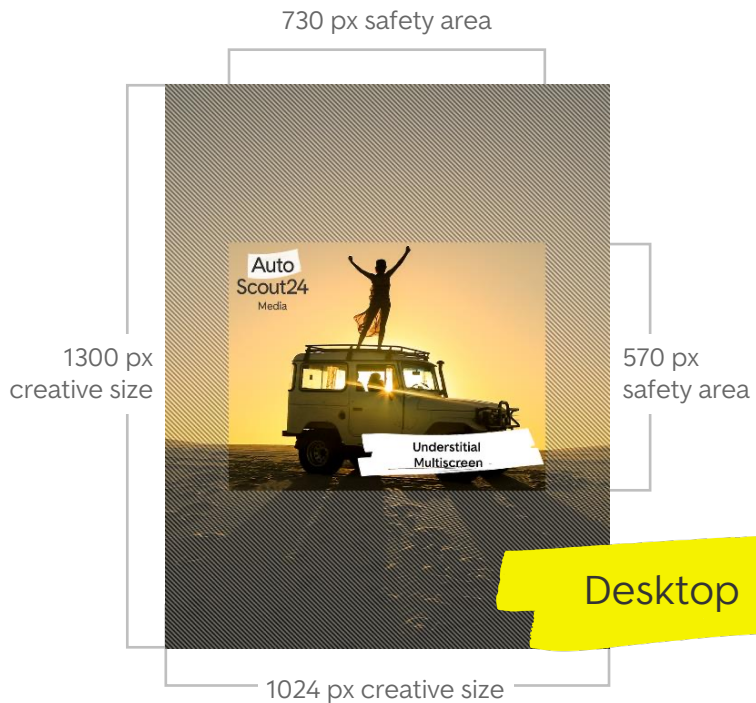 730 px safety area
Auto
Scout24
Media
1300 px
creative size
570 px
safety area
Understitial
Multiscreen
Desktop
1024 px creative size